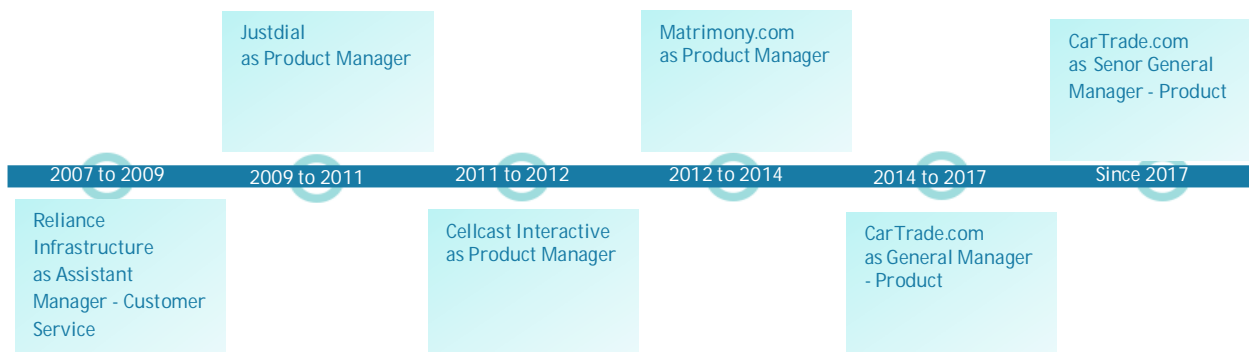 Justdial
as Product Manager
Matrimony.com
as Product Manager
CarTrade.com
as Senor General
Manager - Product
2007 to 2009
2009 to 2011
2011 to 2012
2012 to 2014
2014 to 2017
Since 2017
Reliance
Infrastructure
as Assistant
Manager - Customer
Service
Cellcast Interactive
as Product Manager
CarTrade.com
as General Manager
- Product